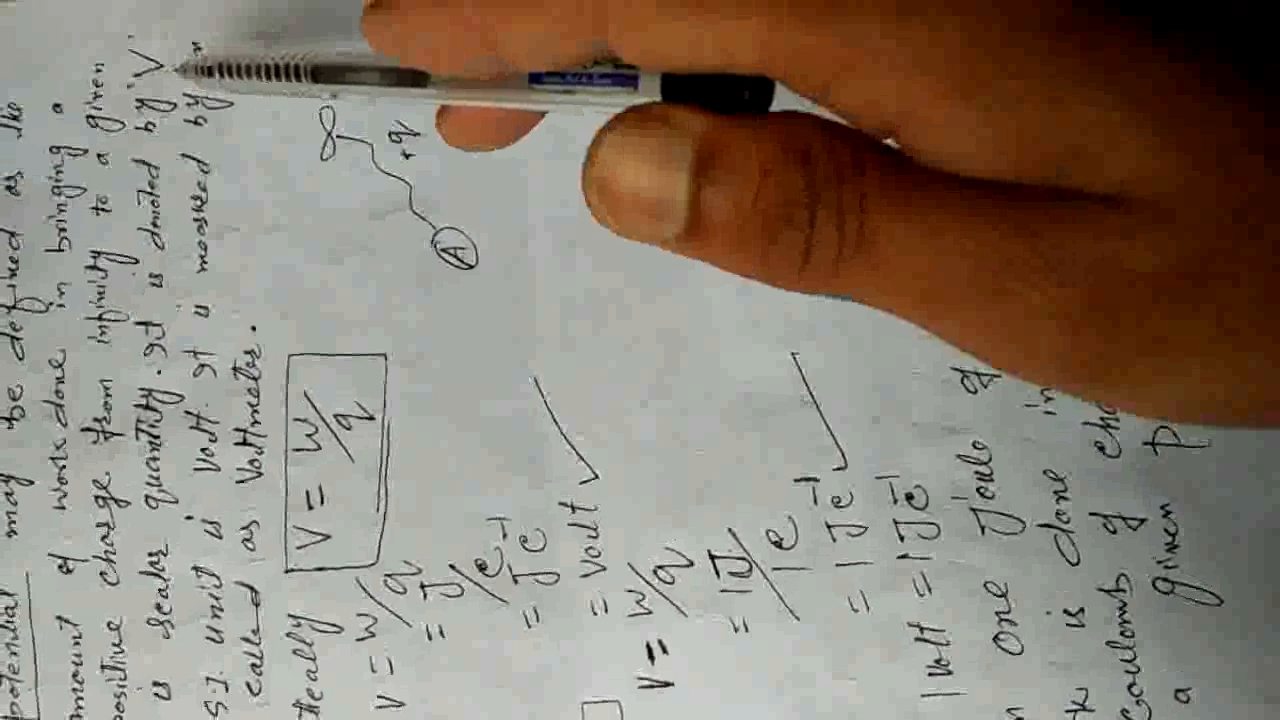 potential may be defined as the
amount of work done in bringing a
positive charge from infinity to a given
is scalar quantity. It is denoted by 'V'
S.I. unit is volt. It is measured by
called as Voltmeter.
V = W/q
∞
+q
A
V = W/q
= J/C
= JC⁻¹
= Volt
V = W/q
= 1J/1C
= 1 JC⁻¹
1 Volt = 1 JC⁻¹
one Joule of
is done in
Coulomb of
a given